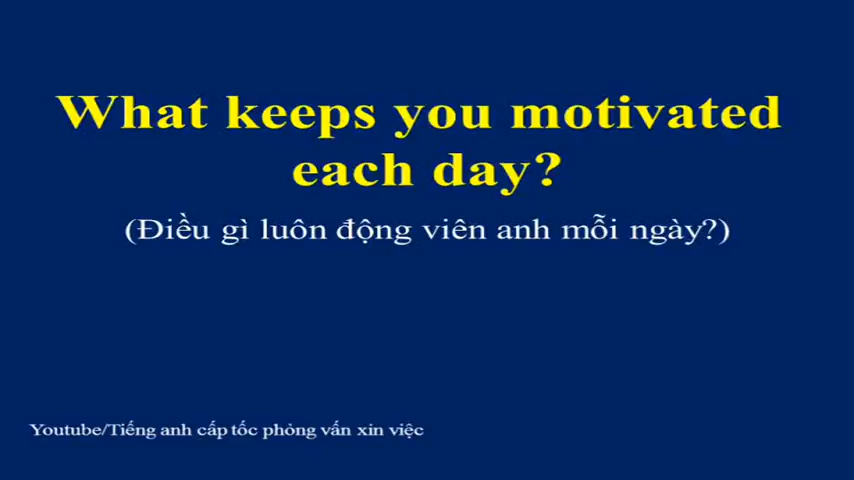 What keeps you motivated
each day?
(Điều gì luôn động viên anh mỗi ngày?)
Youtube/Tiếng anh cấp tốc phỏng vấn xin việc